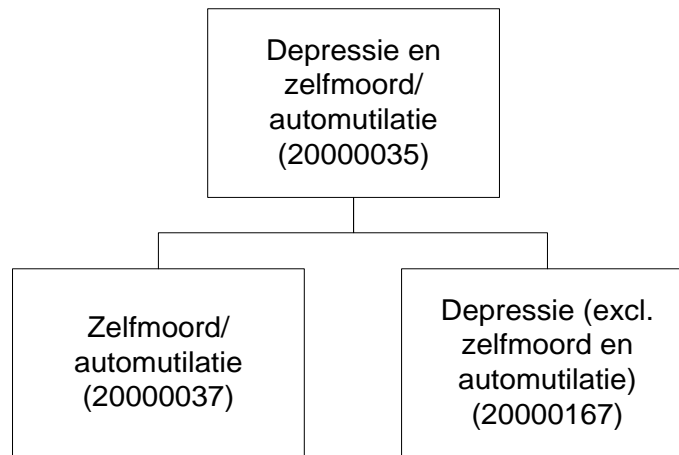 Depressie en
zelfmoord/
automutilatie
(20000035)
Zelfmoord/
automutilatie
(20000037)
Depressie (excl.
zelfmoord en
automutilatie)
(20000167)